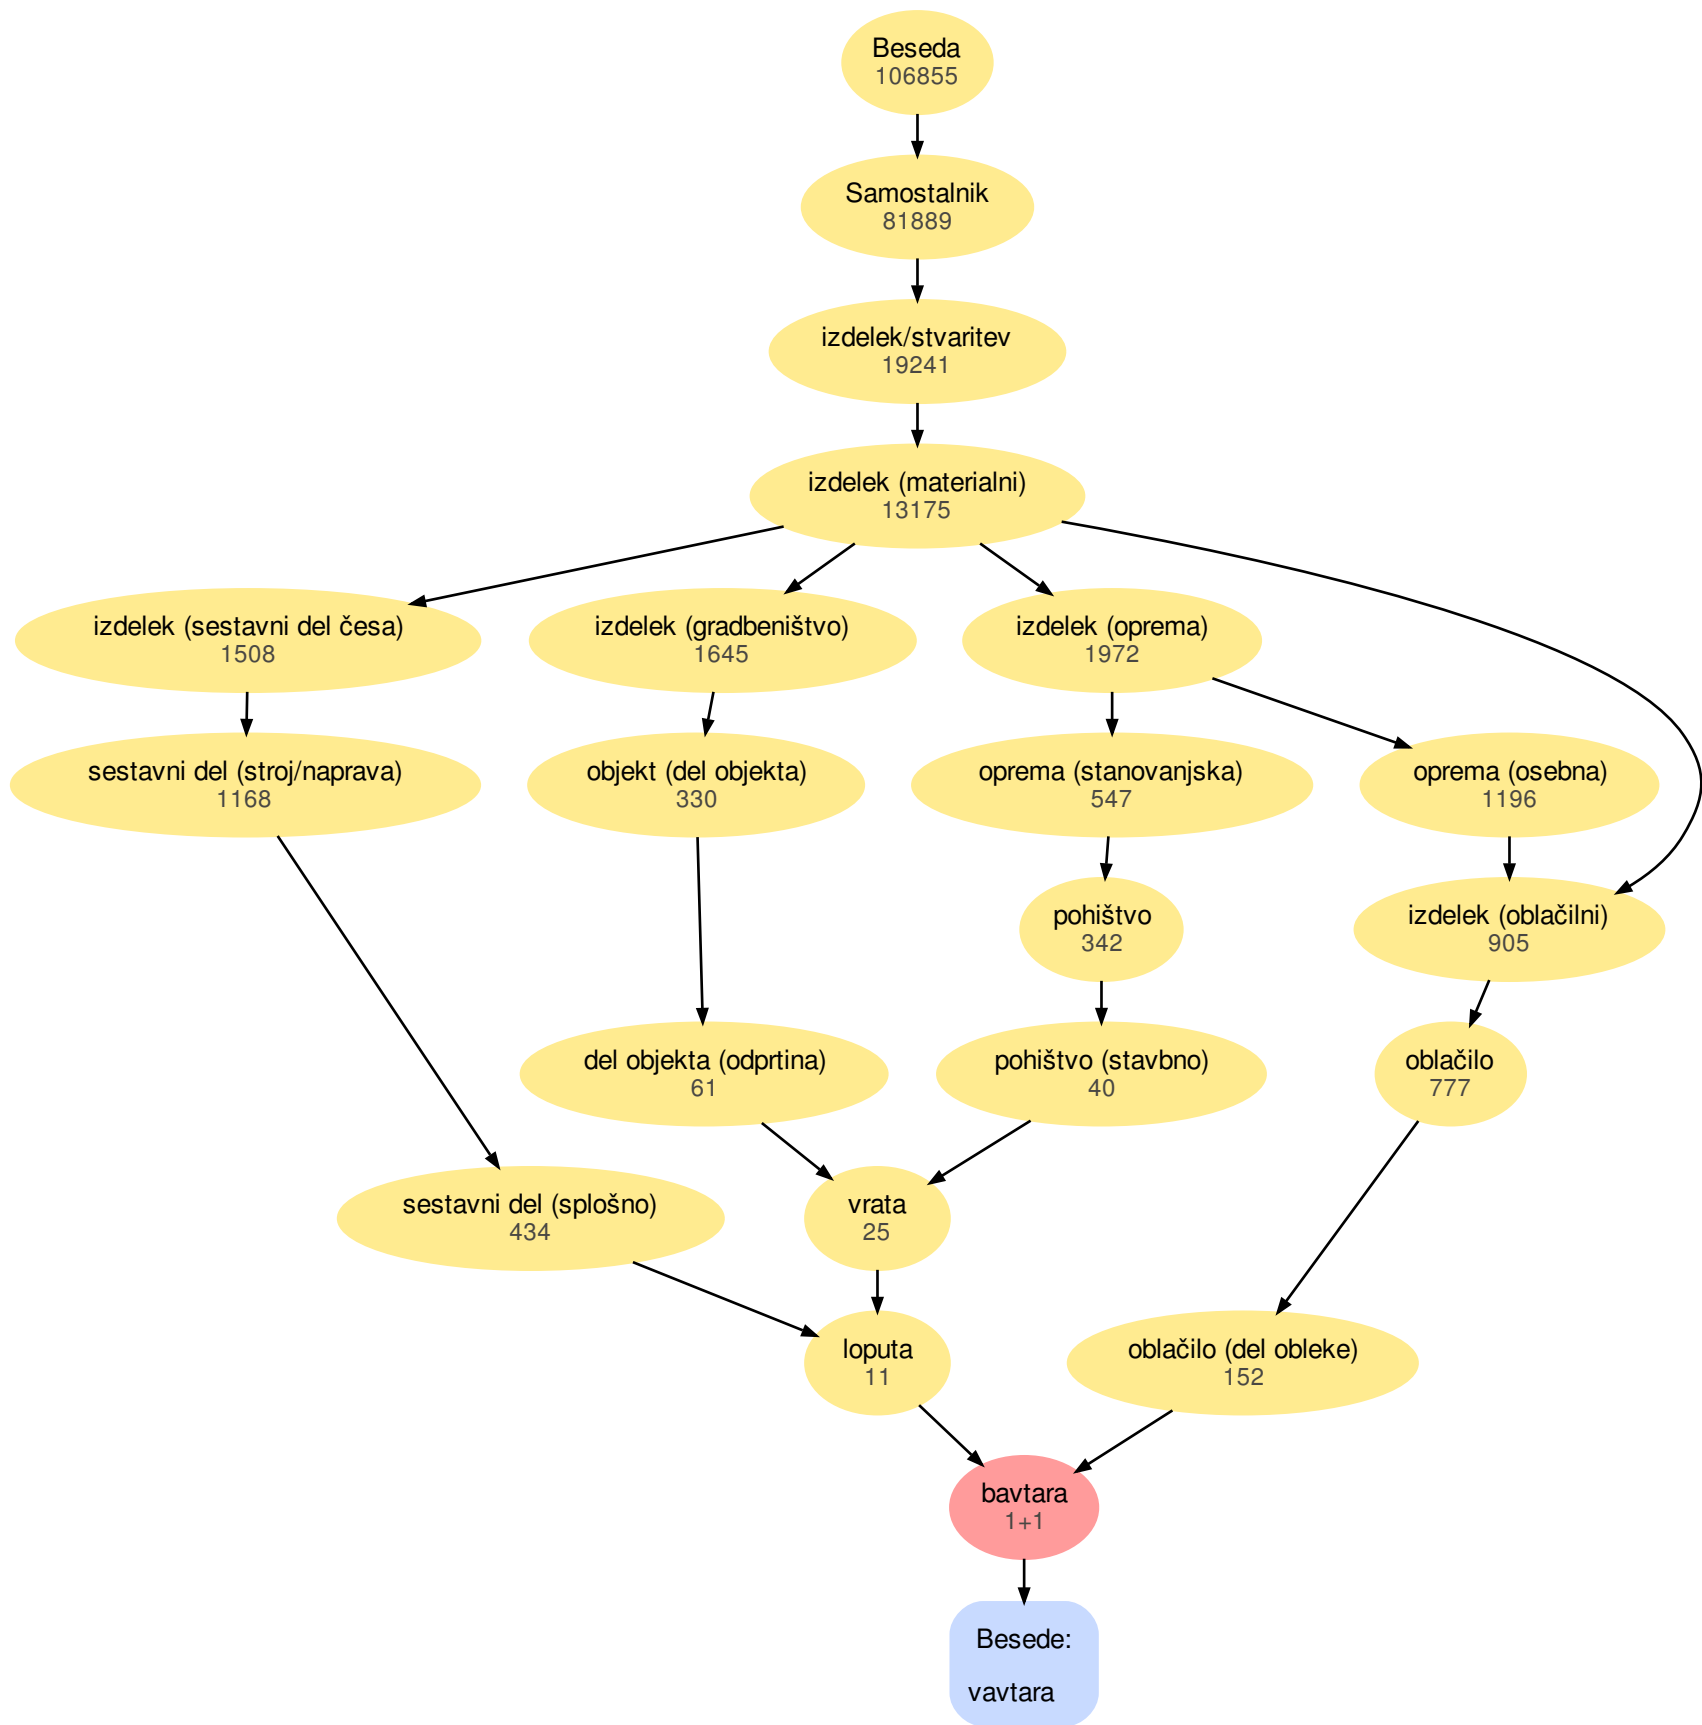 Beseda
106855
Samostalnik
81889
izdelek/stvaritev
19241
izdelek (materialni)
13175
izdelek (sestavni del česa)
1508
izdelek (gradbeništvo)
1645
izdelek (oprema)
1972
sestavni del (stroj/naprava)
1168
objekt (del objekta)
330
oprema (stanovanjska)
547
oprema (osebna)
1196
pohištvo
342
izdelek (oblačilni)
905
del objekta (odprtina)
61
pohištvo (stavbno)
40
oblačilo
777
sestavni del (splošno)
434
vrata
25
loputa
11
oblačilo (del obleke)
152
bavtara
1+1
Besede:
vavtara